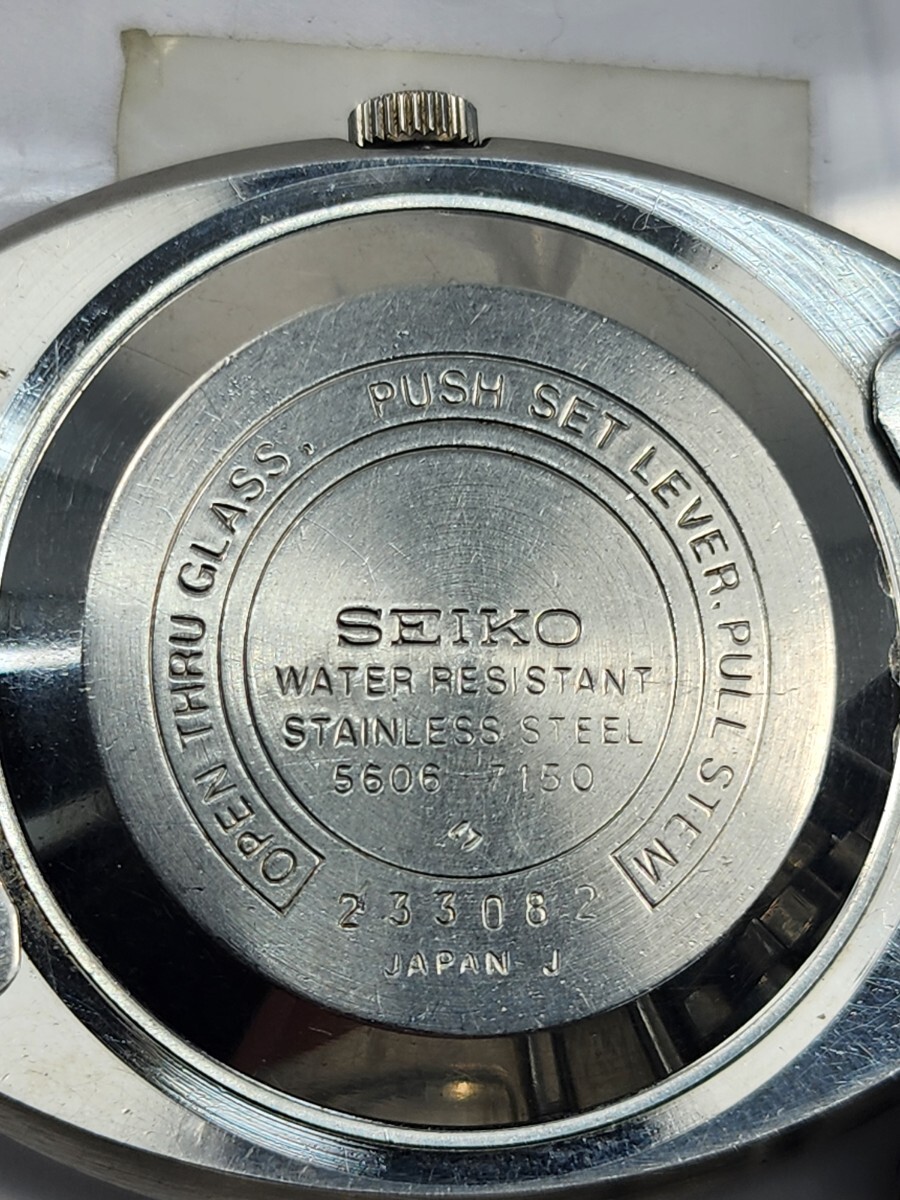 OPEN THRU GLASS, PUSH SET LEVER, PULL STEM
SEIKO
WATER RESISTANT
STAINLESS STEEL
5606-7150
233082
JAPAN J